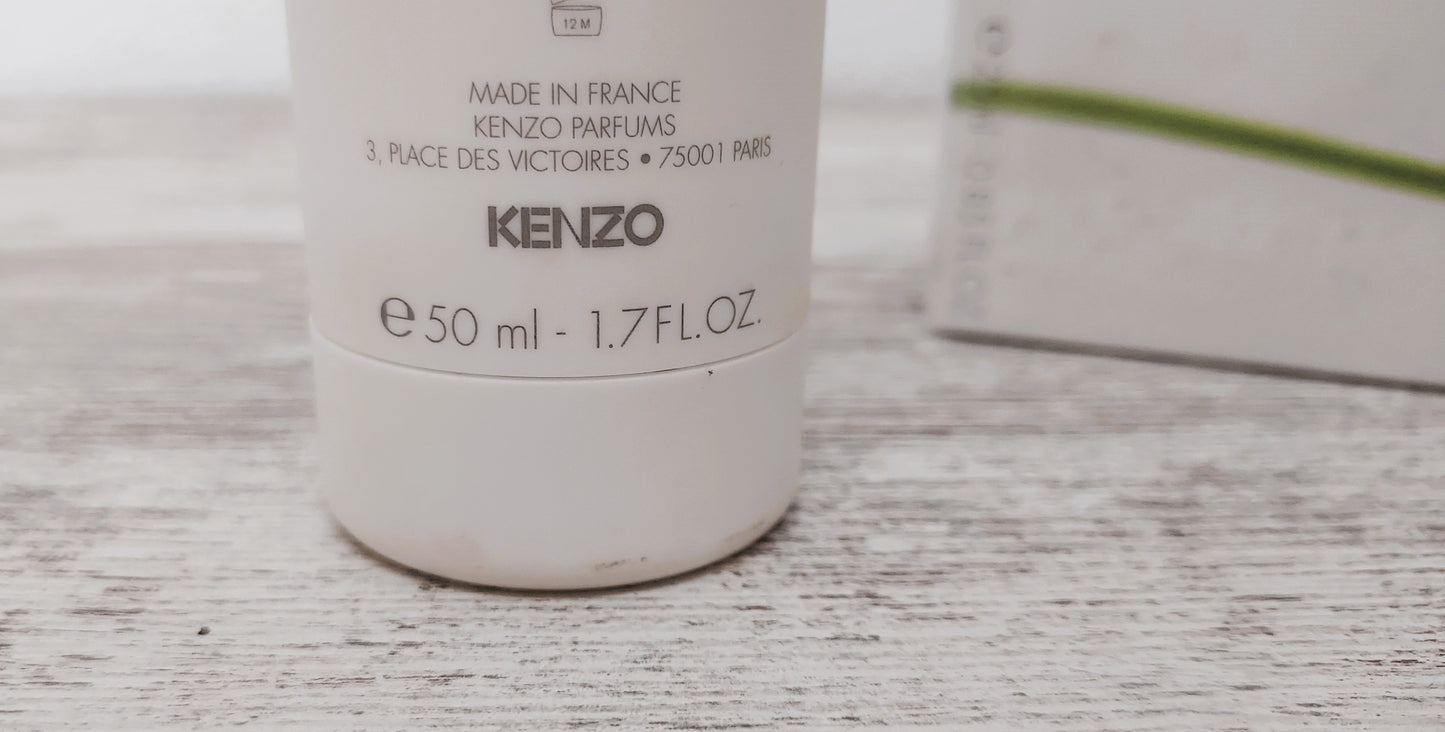 12 M
MADE IN FRANCE
KENZO PARFUMS
3, PLACE DES VICTOIRES • 75001 PARIS
KENZO
℮ 50 ml - 1.7FL.OZ.